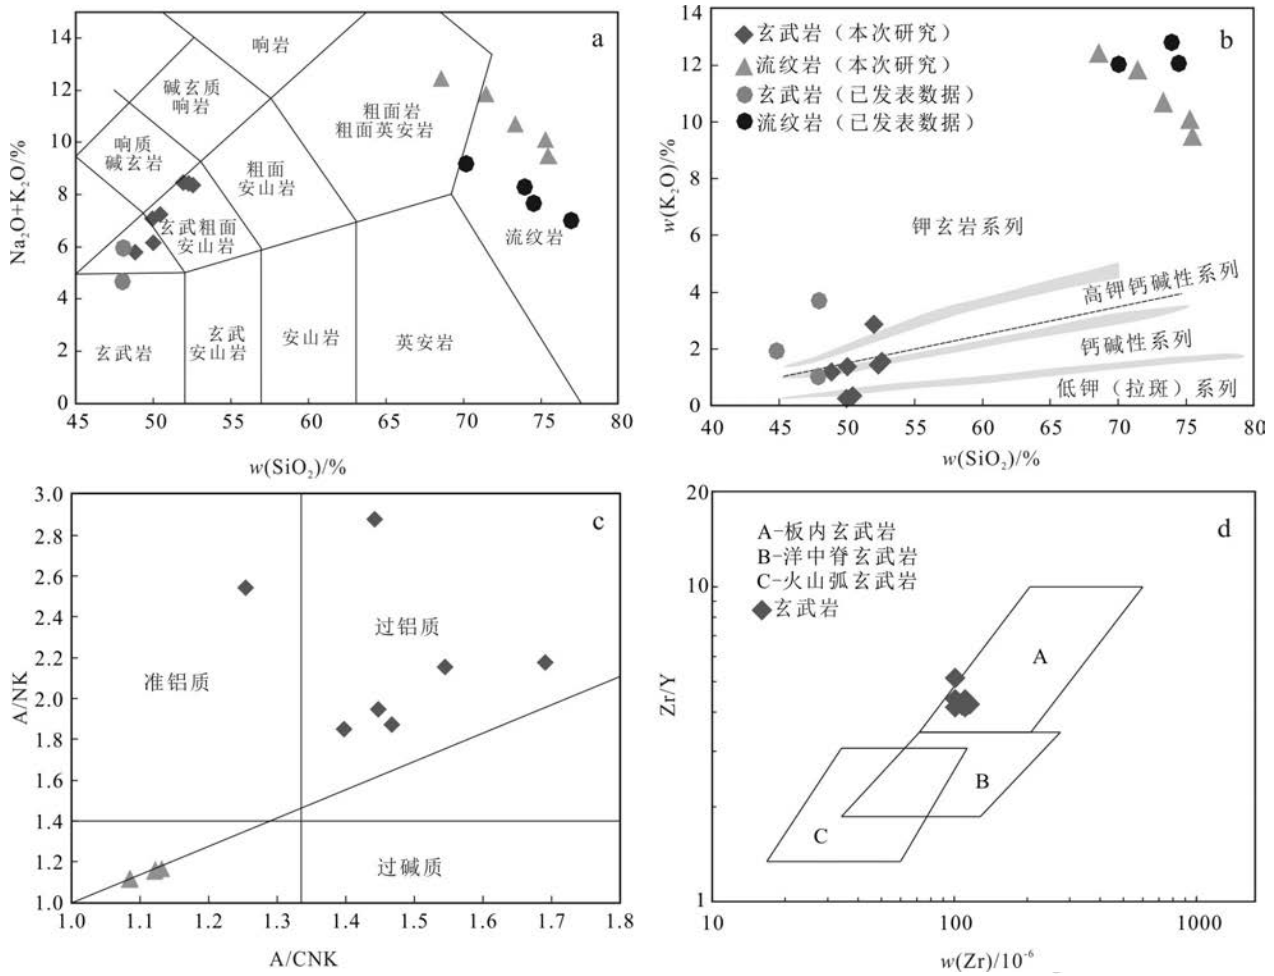 a
Na₂O+K₂O/%
14
12
10
8
6
4
2
0
响岩
碱玄质
响岩
响质
碱玄岩
粗面岩
粗面英安岩
粗面
安山岩
玄武粗面
安山岩
流纹岩
玄武岩
玄武
安山岩
安山岩
英安岩
45 50 55 60 65 70 75 80
w(SiO₂)/%
b
w(K₂O)/%
14
12
10
8
6
4
2
0
玄武岩（本次研究）
流纹岩（本次研究）
玄武岩（已发表数据）
流纹岩（已发表数据）
钾玄岩系列
高钾钙碱性系列
钙碱性系列
低钾（拉斑）系列
40 45 50 55 60 65 70 75 80
w(SiO₂)/%
c
A/NK
3.0
2.8
2.6
2.4
2.2
2.0
1.8
1.6
1.4
1.2
1.0
过铝质
准铝质
过碱质
1.0 1.1 1.2 1.3 1.4 1.5 1.6 1.7 1.8
A/CNK
d
Zr/Y
20
10
1
A-板内玄武岩
B-洋中脊玄武岩
C-火山弧玄武岩
玄武岩
A
B
C
10 100 1000
w(Zr)/10⁻⁶